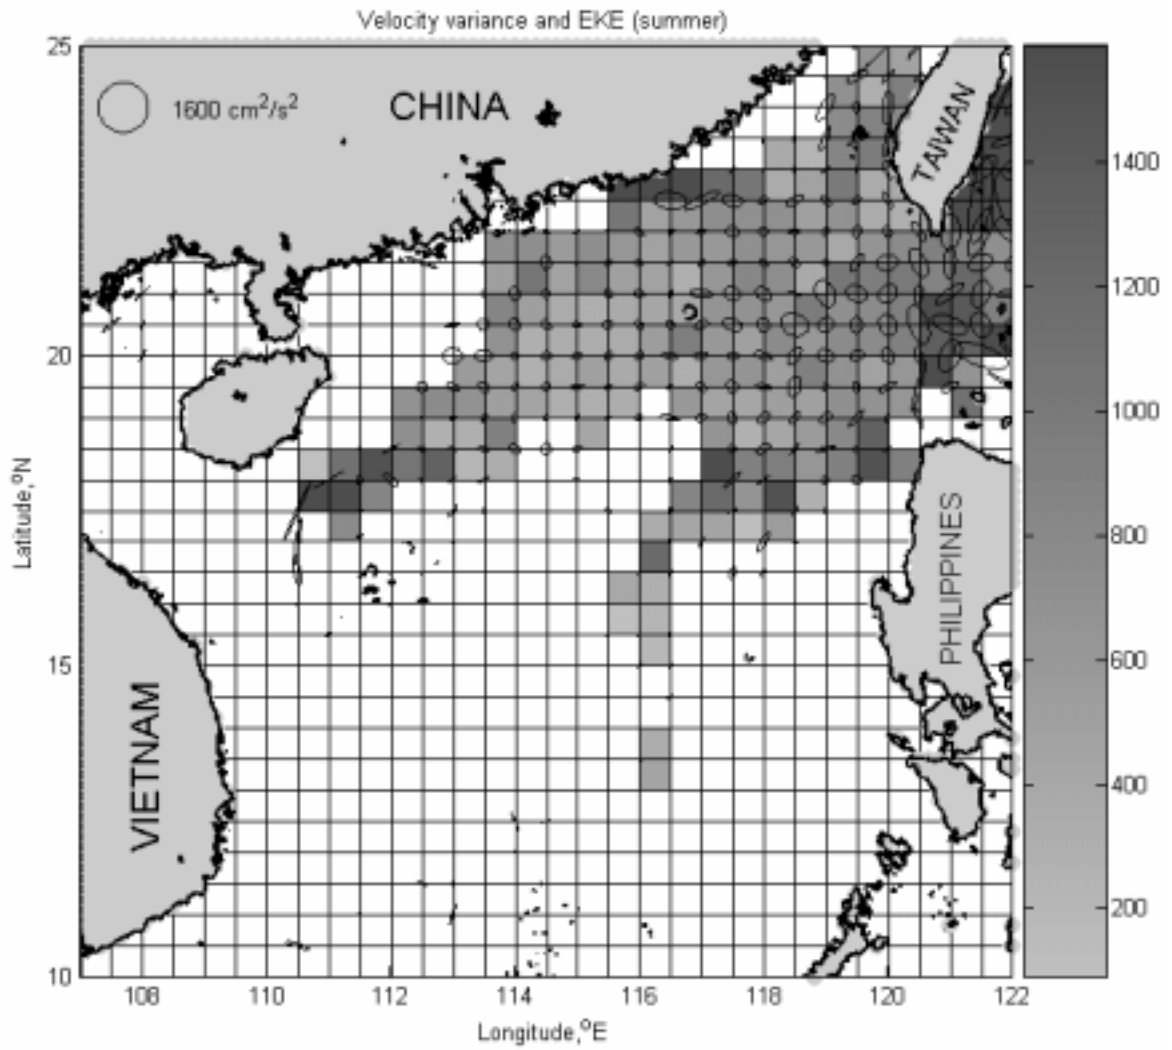 Velocity variance and EKE (summer)
25
1600 cm²/s²
CHINA
TAIWAN
1400
1200
20
1000
Latitude,°N
PHILIPPINES
800
15
600
VIETNAM
400
200
10
108
110
112
114
116
118
120
122
Longitude,°E